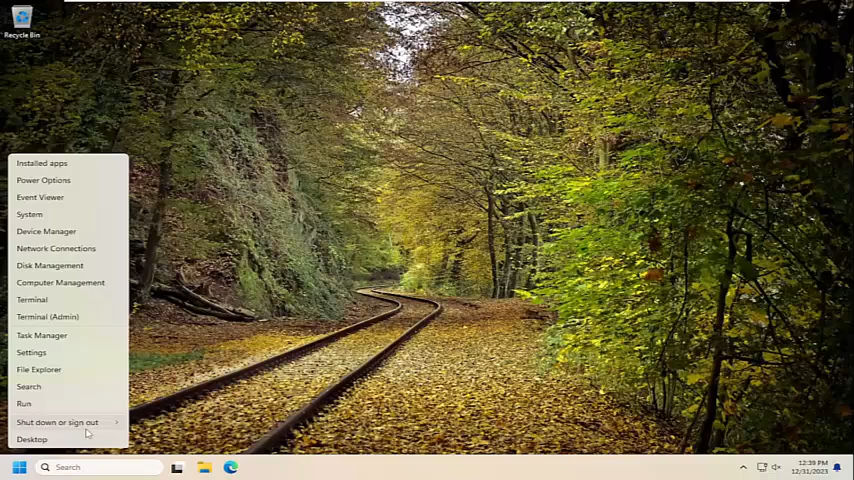 Recycle Bin
Installed apps
Power Options
Event Viewer
System
Device Manager
Network Connections
Disk Management
Computer Management
Terminal
Terminal (Admin)
Task Manager
Settings
File Explorer
Search
Run
Shut down or sign out
Desktop
Search
12:39 PM
12/31/2023